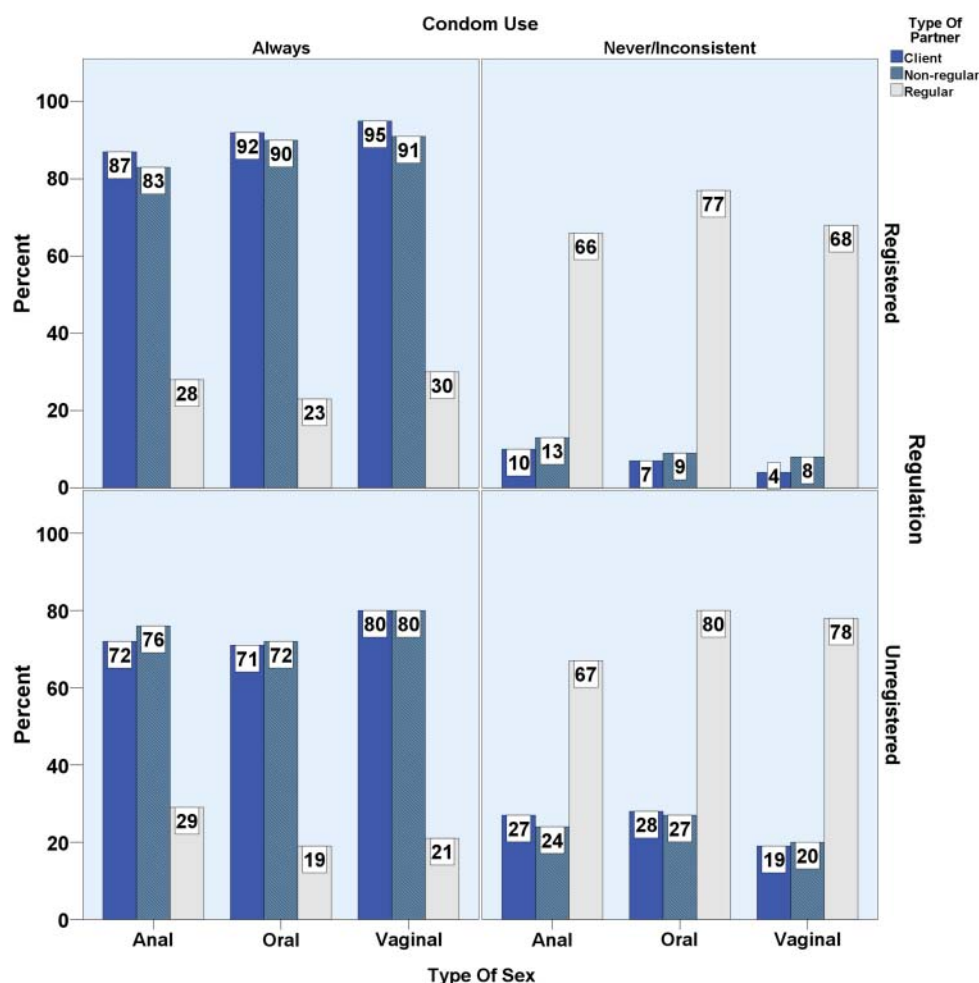 Condom Use
Always
Never/Inconsistent
Type Of
Partner
Client
Non-regular
Regular
Percent
100
80
60
40
20
0
87
83
28
92
90
23
95
91
30
10
13
66
7
9
77
4
8
68
Registered
Regulation
Percent
100
80
60
40
20
0
72
76
29
71
72
19
80
80
21
27
24
67
28
27
80
19
20
78
Unregistered
Anal
Oral
Vaginal
Anal
Oral
Vaginal
Type Of Sex